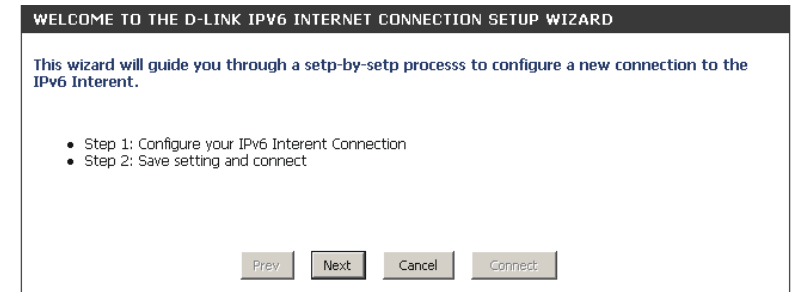 WELCOME TO THE D-LINK IPV6 INTERNET CONNECTION SETUP WIZARD
This wizard will guide you through a setp-by-setp processs to configure a new connection to the
IPv6 Interent.
• Step 1: Configure your IPv6 Interent Connection
• Step 2: Save setting and connect
Prev Next Cancel Connect